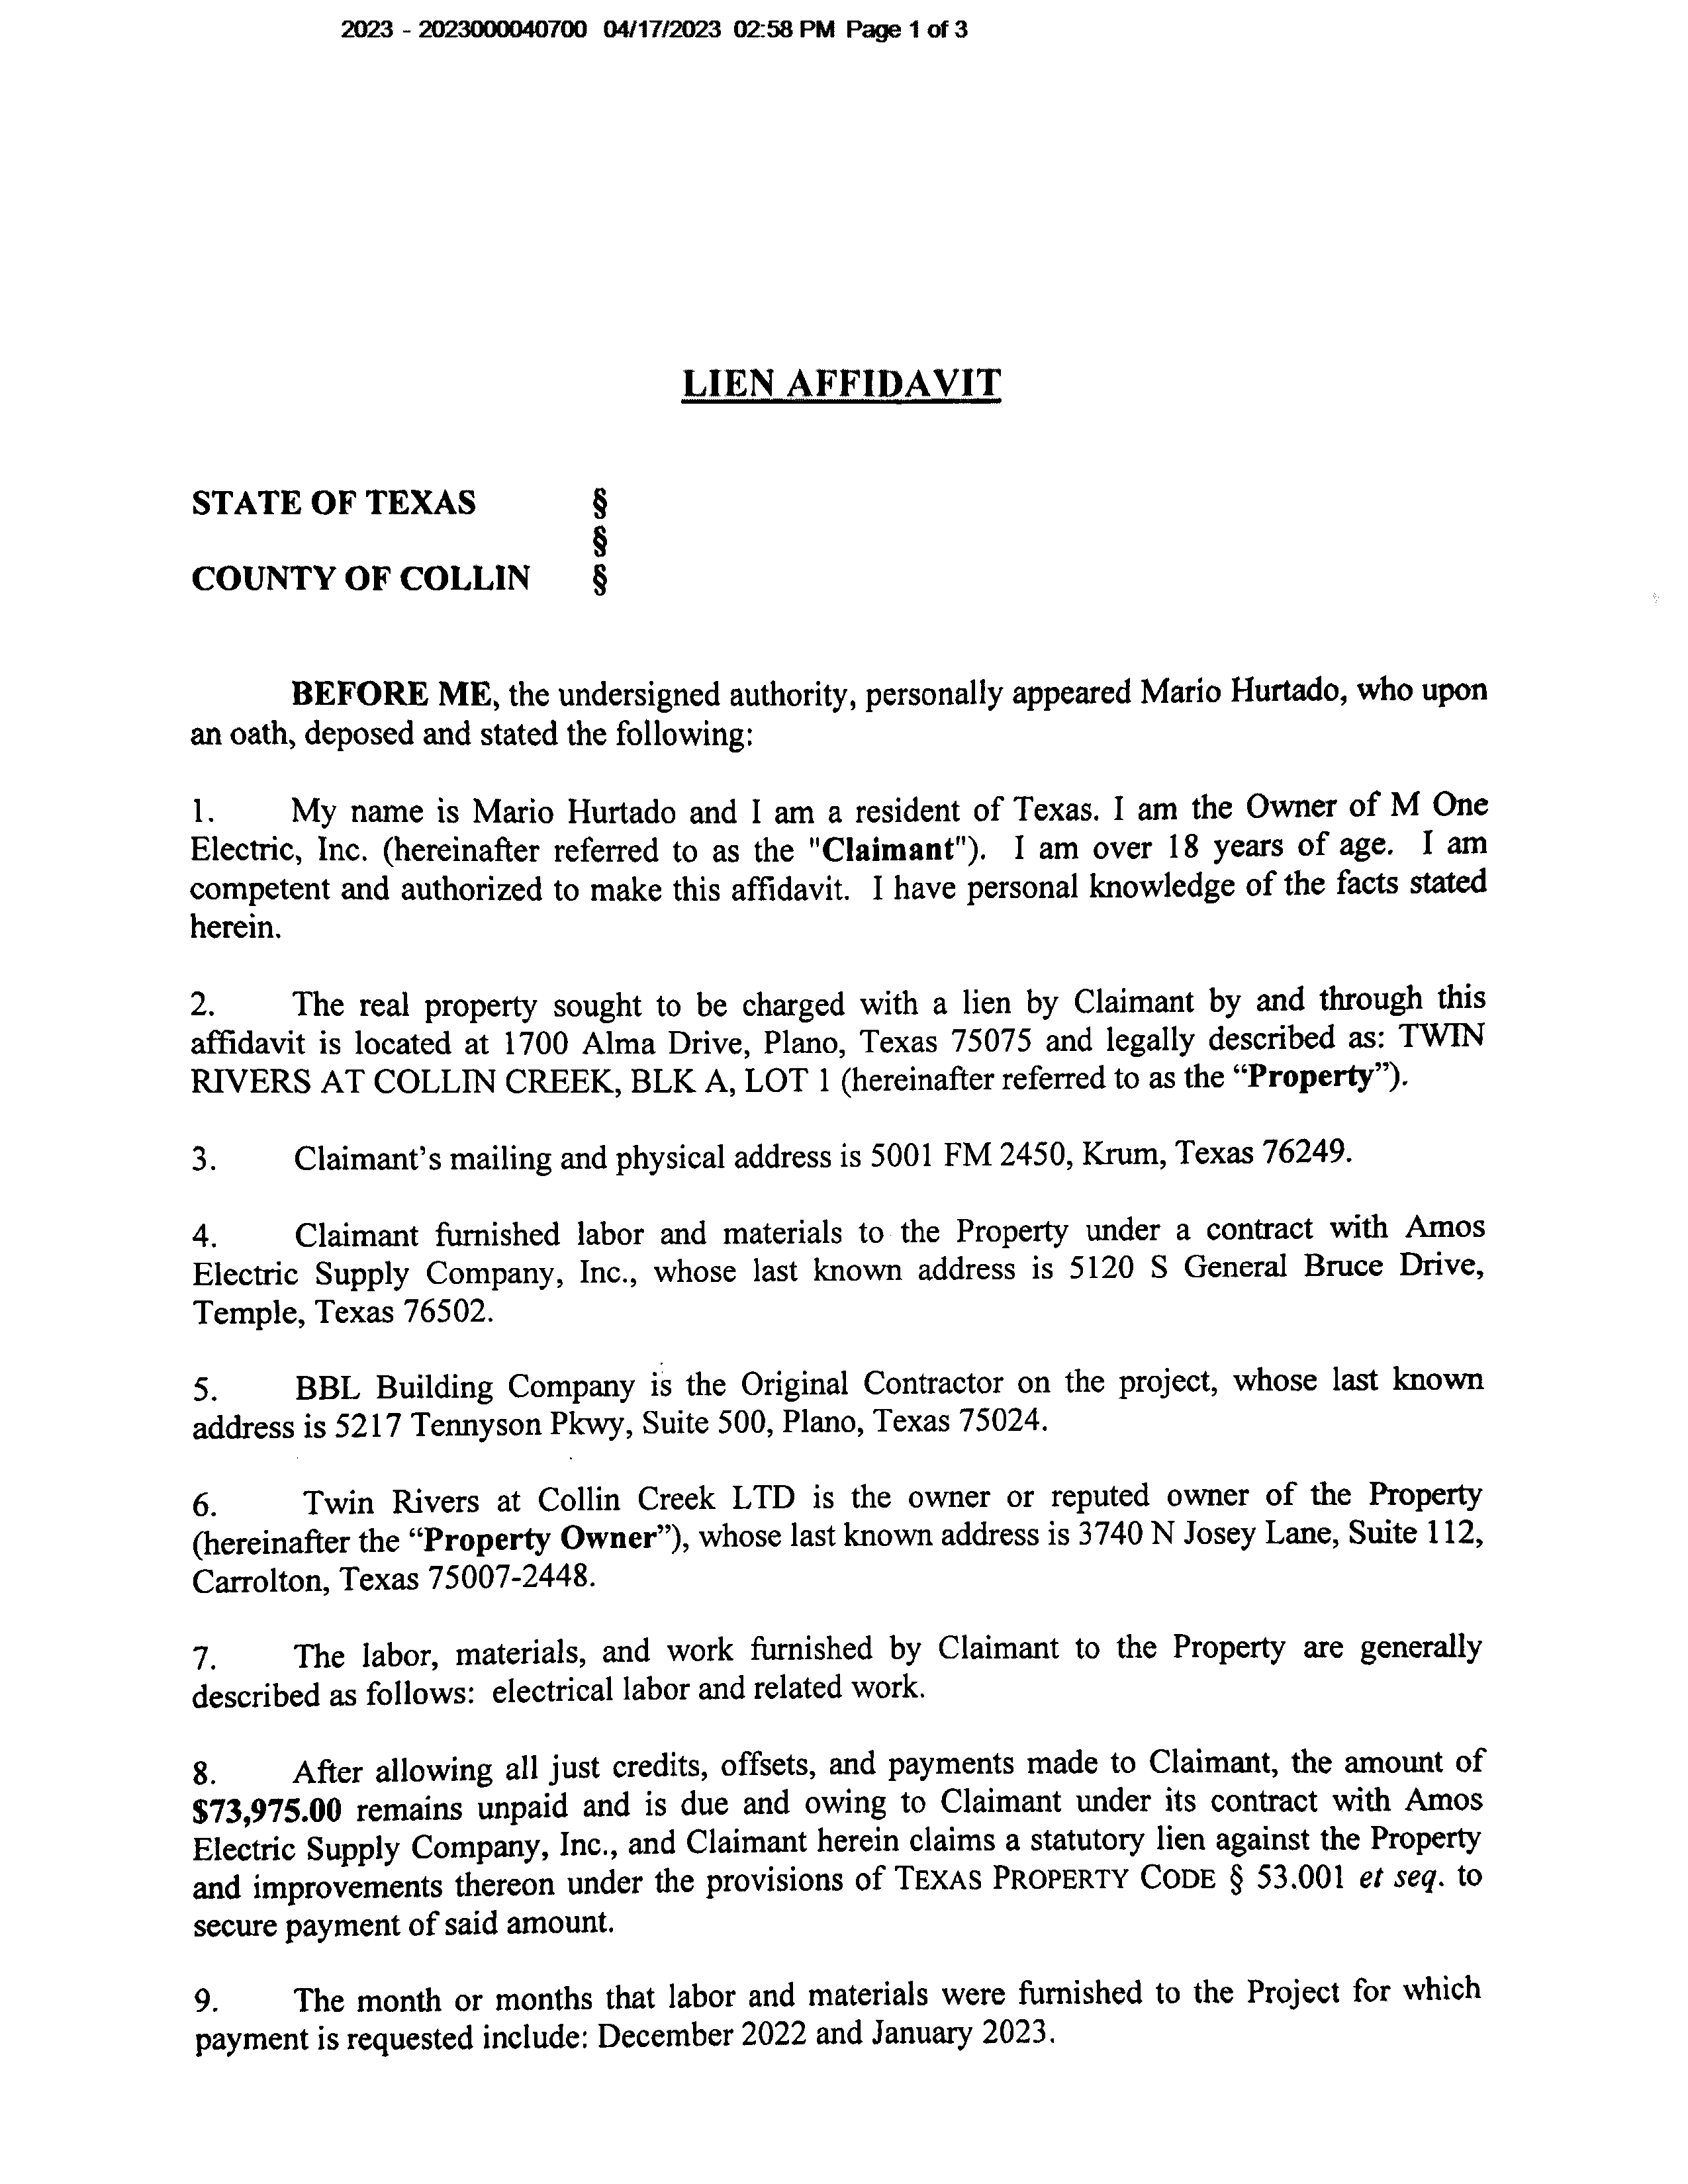 2023 - 2023000040700 04/17/2023 02:58 PM Page 1 of 3
LIEN AFFIDAVIT
STATE OF TEXAS §
§
COUNTY OF COLLIN §
BEFORE ME, the undersigned authority, personally appeared Mario Hurtado, who upon
an oath, deposed and stated the following:
1. My name is Mario Hurtado and I am a resident of Texas. I am the Owner of M One
Electric, Inc. (hereinafter referred to as the "Claimant"). I am over 18 years of age. I am
competent and authorized to make this affidavit. I have personal knowledge of the facts stated
herein.
2. The real property sought to be charged with a lien by Claimant by and through this
affidavit is located at 1700 Alma Drive, Plano, Texas 75075 and legally described as: TWIN
RIVERS AT COLLIN CREEK, BLK A, LOT 1 (hereinafter referred to as the “Property”).
3. Claimant’s mailing and physical address is 5001 FM 2450, Krum, Texas 76249.
4. Claimant furnished labor and materials to the Property under a contract with Amos
Electric Supply Company, Inc., whose last known address is 5120 S General Bruce Drive,
Temple, Texas 76502.
5. BBL Building Company is the Original Contractor on the project, whose last known
address is 5217 Tennyson Pkwy, Suite 500, Plano, Texas 75024.
6. Twin Rivers at Collin Creek LTD is the owner or reputed owner of the Property
(hereinafter the “Property Owner”), whose last known address is 3740 N Josey Lane, Suite 112,
Carrolton, Texas 75007-2448.
7. The labor, materials, and work furnished by Claimant to the Property are generally
described as follows: electrical labor and related work.
8. After allowing all just credits, offsets, and payments made to Claimant, the amount of
$73,975.00 remains unpaid and is due and owing to Claimant under its contract with Amos
Electric Supply Company, Inc., and Claimant herein claims a statutory lien against the Property
and improvements thereon under the provisions of TEXAS PROPERTY CODE § 53.001 et seq. to
secure payment of said amount.
9. The month or months that labor and materials were furnished to the Project for which
payment is requested include: December 2022 and January 2023.